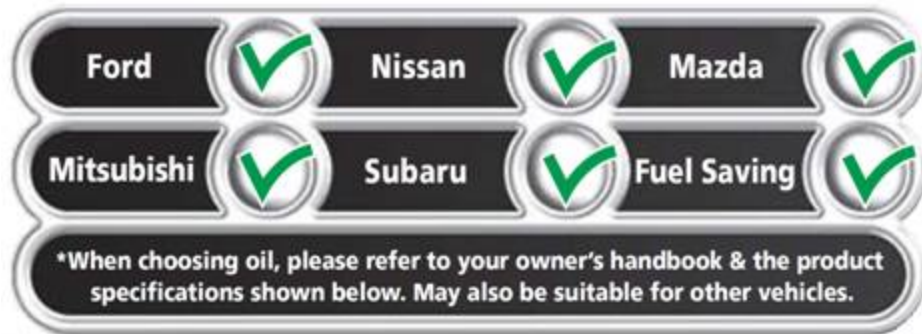 Ford Nissan Mazda
Mitsubishi Subaru Fuel Saving
*When choosing oil, please refer to your owner's handbook & the product
specifications shown below. May also be suitable for other vehicles.